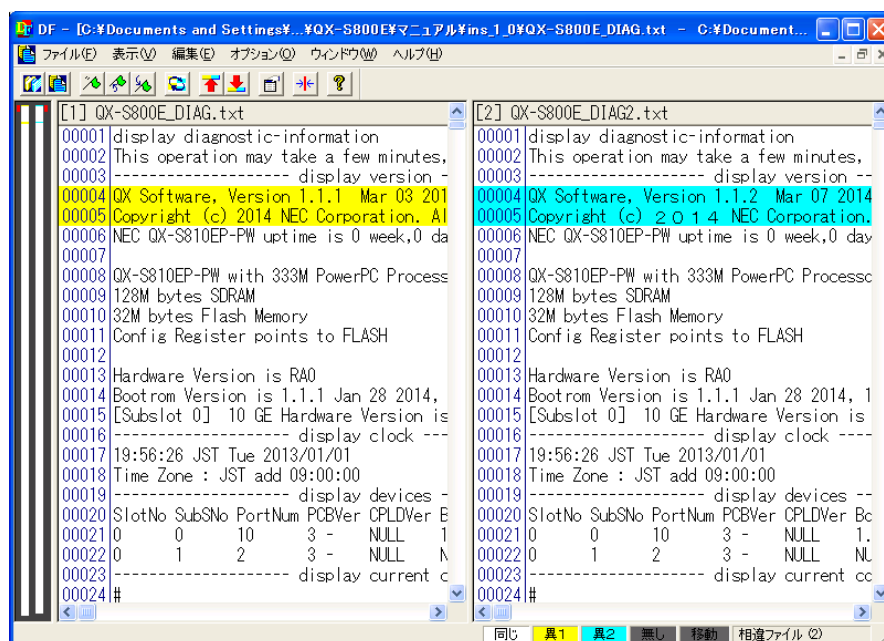 DF - [C:¥Documents and Settings¥...¥QX-S800E¥マニュアル¥ins_1_0¥QX-S800E_DIAG.txt - C:¥Document...
ファイル(F) 表示(V) 編集(E) オプション(O) ウィンドウ(W) ヘルプ(H)
[1] QX-S800E_DIAG.txt
00001 display diagnostic-information
00002 This operation may take a few minutes,
00003 -------------------- display version -
00004 QX Software, Version 1.1.1 Mar 03 201
00005 Copyright (c) 2014 NEC Corporation. Al
00006 NEC QX-S810EP-PW uptime is 0 week,0 da
00007
00008 QX-S810EP-PW with 333M PowerPC Process
00009 128M bytes SDRAM
00010 32M bytes Flash Memory
00011 Config Register points to FLASH
00012
00013 Hardware Version is RA0
00014 Bootrom Version is 1.1.1 Jan 28 2014,
00015 [Subslot 0] 10 GE Hardware Version is
00016 -------------------- display clock ---
00017 19:56:26 JST Tue 2013/01/01
00018 Time Zone : JST add 09:00:00
00019 -------------------- display devices -
00020 SlotNo SubSNo PortNum PCBVer CPLDVer B
00021 0 0 10 3 - NULL 1
00022 0 1 2 3 - NULL N
00023 -------------------- display current c
00024 #
[2] QX-S800E_DIAG2.txt
00001 display diagnostic-information
00002 This operation may take a few minutes,
00003 -------------------- display version --
00004 QX Software, Version 1.1.2 Mar 07 2014
00005 Copyright (c) ２０１４ NEC Corporation.
00006 NEC QX-S810EP-PW uptime is 0 week,0 day
00007
00008 QX-S810EP-PW with 333M PowerPC Processo
00009 128M bytes SDRAM
00010 32M bytes Flash Memory
00011 Config Register points to FLASH
00012
00013 Hardware Version is RA0
00014 Bootrom Version is 1.1.1 Jan 28 2014, 1
00015 [Subslot 0] 10 GE Hardware Version is
00016 -------------------- display clock ----
00017 19:56:26 JST Tue 2013/01/01
00018 Time Zone : JST add 09:00:00
00019 -------------------- display devices --
00020 SlotNo SubSNo PortNum PCBVer CPLDVer Bo
00021 0 0 10 3 - NULL 1.
00022 0 1 2 3 - NULL NU
00023 -------------------- display current co
00024 #
同じ 異1 異2 無し 移動 相違ファイル (2)